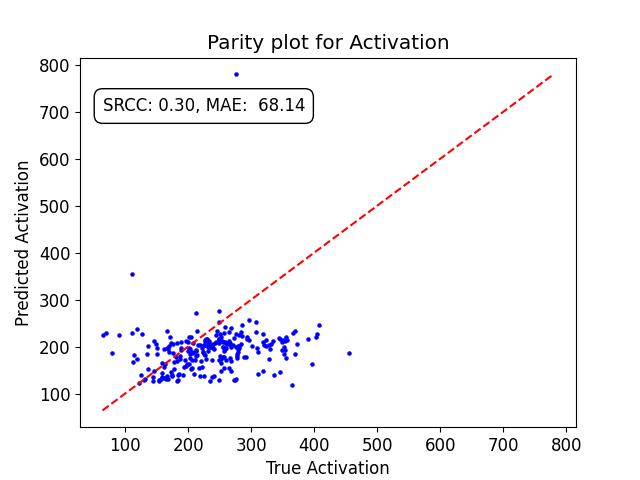 Parity plot for Activation
800
700
600
500
400
300
200
100
SRCC: 0.30, MAE:  68.14
Predicted Activation
100 200 300 400 500 600 700 800
True Activation